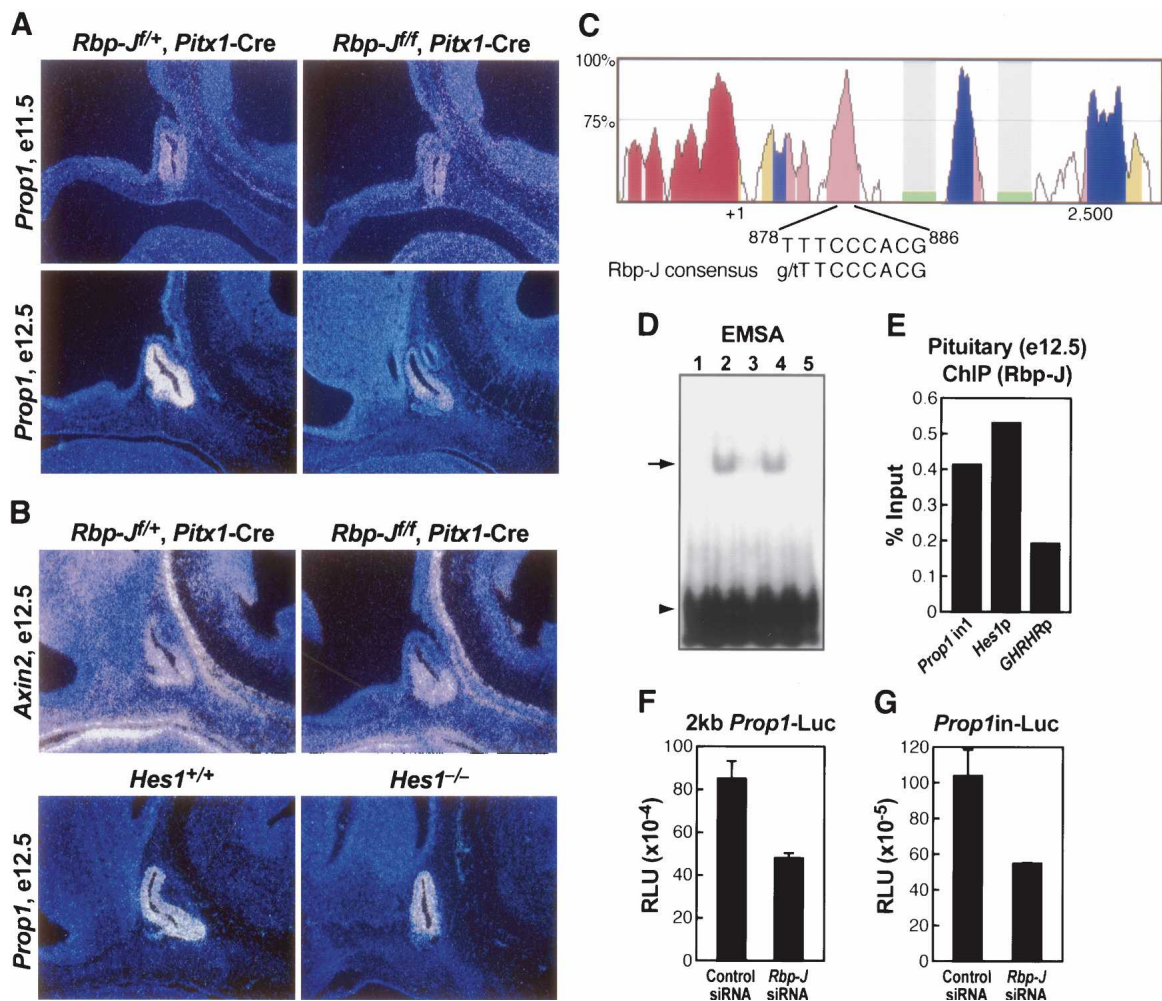 A
Rbp-J^f/+, Pitx1-Cre
Rbp-J^f/f, Pitx1-Cre
Prop1, e11.5
Prop1, e12.5
B
Rbp-J^f/+, Pitx1-Cre
Rbp-J^f/f, Pitx1-Cre
Axin2, e12.5
Hes1^+/+
Hes1^–/–
Prop1, e12.5
C
100%
75%
+1
2,500
878 TTTCCCACG 886
Rbp-J consensus g/tTTCCCACG
D
EMSA
1 2 3 4 5
E
Pituitary (e12.5)
ChIP (Rbp-J)
% Input
0.6
0.5
0.4
0.3
0.2
0.1
0
Prop1 in1
Hes1p
GHRHRp
F
2kb Prop1-Luc
RLU (x10^-4)
100
80
60
40
20
0
Control
siRNA
Rbp-J
siRNA
G
Prop1in-Luc
RLU (x10^-5)
120
100
80
60
40
20
0
Control
siRNA
Rbp-J
siRNA